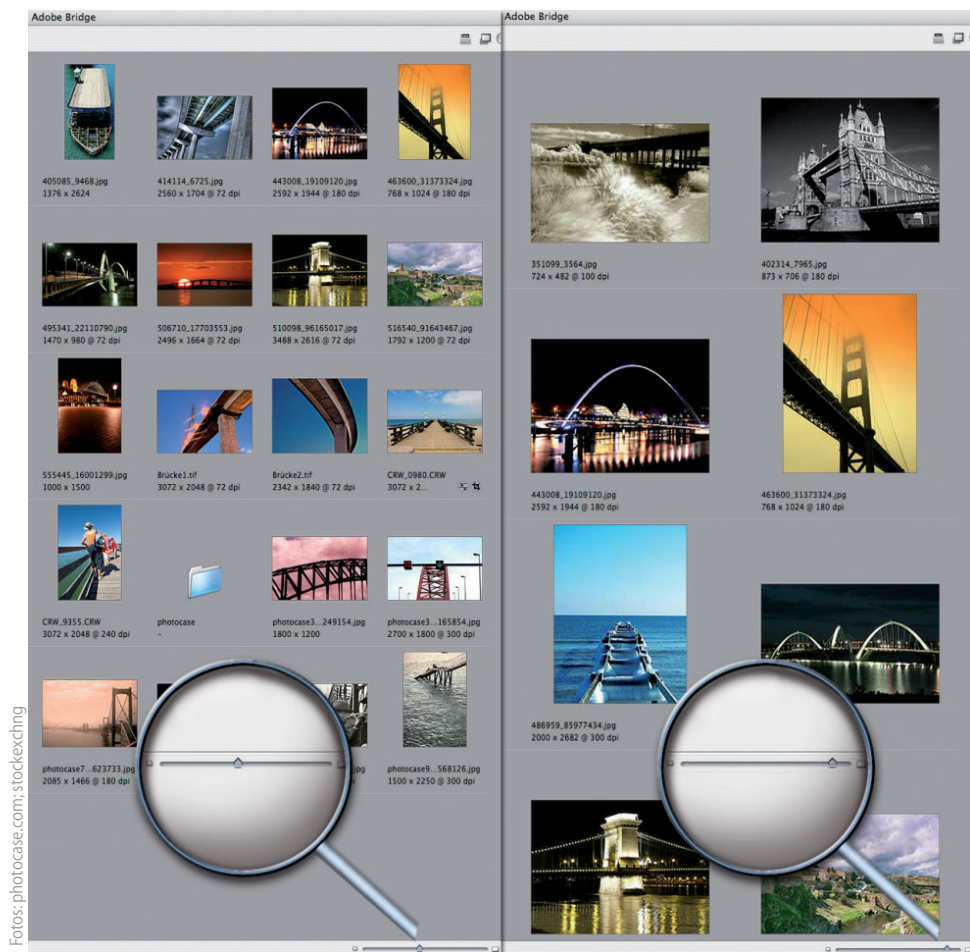 Adobe Bridge
405085_9468.jpg
1376 x 2624
414114_6725.jpg
2560 x 1704 @ 72 dpi
443008_19109120.jpg
2592 x 1944 @ 180 dpi
463600_31373324.jpg
768 x 1024 @ 180 dpi
495341_22110790.jpg
1470 x 980 @ 72 dpi
506710_17703553.jpg
2496 x 1664 @ 72 dpi
510098_96165017.jpg
3488 x 2616 @ 72 dpi
516540_91643467.jpg
1792 x 1200 @ 72 dpi
555445_16001299.jpg
1000 x 1500
Brücke1.tif
3072 x 2048 @ 72 dpi
Brücke2.tif
2342 x 1840 @ 72 dpi
CRW_0980.CRW
3072 x 2...
CRW_9355.CRW
3072 x 2048 @ 240 dpi
photocase
–
photocase3...249154.jpg
1800 x 1200
photocase3...165854.jpg
2700 x 1800 @ 300 dpi
photocase7...623733.jpg
2085 x 1466 @ 180 dpi
jpg
photocase9...568126.jpg
1500 x 2250 @ 300 dpi
Adobe Bridge
351099_3564.jpg
724 x 482 @ 100 dpi
402314_7965.jpg
873 x 706 @ 180 dpi
443008_19109120.jpg
2592 x 1944 @ 180 dpi
463600_31373324.jpg
768 x 1024 @ 180 dpi
486959_85977434.jpg
2000 x 2682 @ 300 dpi
Fotos: photocase.com; stockexchng